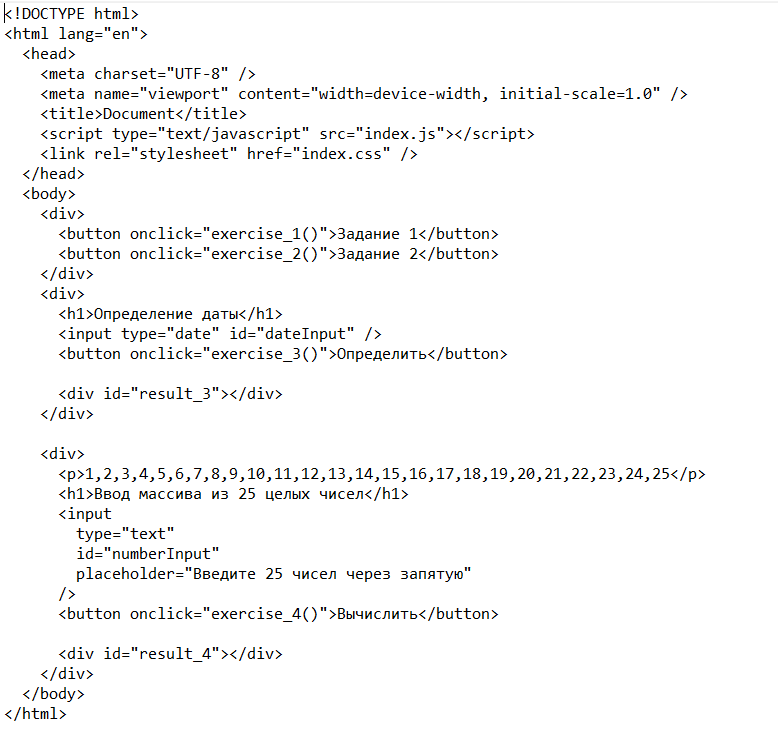 <!DOCTYPE html>
<html lang="en">
  <head>
    <meta charset="UTF-8" />
    <meta name="viewport" content="width=device-width, initial-scale=1.0" />
    <title>Document</title>
    <script type="text/javascript" src="index.js"></script>
    <link rel="stylesheet" href="index.css" />
  </head>
  <body>
    <div>
      <button onclick="exercise_1()">Задание 1</button>
      <button onclick="exercise_2()">Задание 2</button>
    </div>
    <div>
      <h1>Определение даты</h1>
      <input type="date" id="dateInput" />
      <button onclick="exercise_3()">Определить</button>

      <div id="result_3"></div>
    </div>

    <div>
      <p>1,2,3,4,5,6,7,8,9,10,11,12,13,14,15,16,17,18,19,20,21,22,23,24,25</p>
      <h1>Ввод массива из 25 целых чисел</h1>
      <input
        type="text"
        id="numberInput"
        placeholder="Введите 25 чисел через запятую"
      />
      <button onclick="exercise_4()">Вычислить</button>

      <div id="result_4"></div>
    </div>
  </body>
</html>